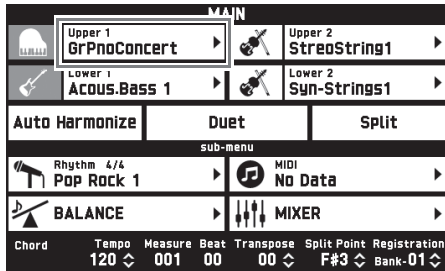 MAIN
Upper 1
GrPnoConcert
Upper 2
StreoString1
Lower 1
Acous.Bass 1
Lower 2
Syn-Strings1
Auto Harmonize
Duet
Split
sub-menu
Rhythm 4/4
Pop Rock 1
MIDI
No Data
BALANCE
MIXER
Chord Tempo Measure Beat Transpose Split Point Registration
120 001 00 00 F#3 Bank-01